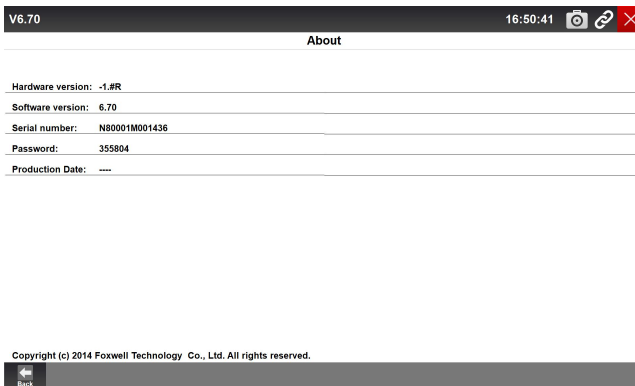 V6.70 16:50:41
About
Hardware version: -1.#R
Software version: 6.70
Serial number: N80001M001436
Password: 355804
Production Date: ----
Copyright (c) 2014 Foxwell Technology Co., Ltd. All rights reserved.
Back